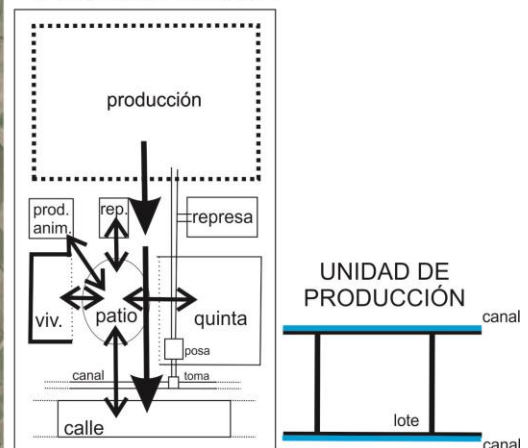 producción
prod.
anim.
rep.
represa
viv.
patio
quinta
posa
canal
toma
calle
UNIDAD DE
PRODUCCIÓN
canal
lote
canal